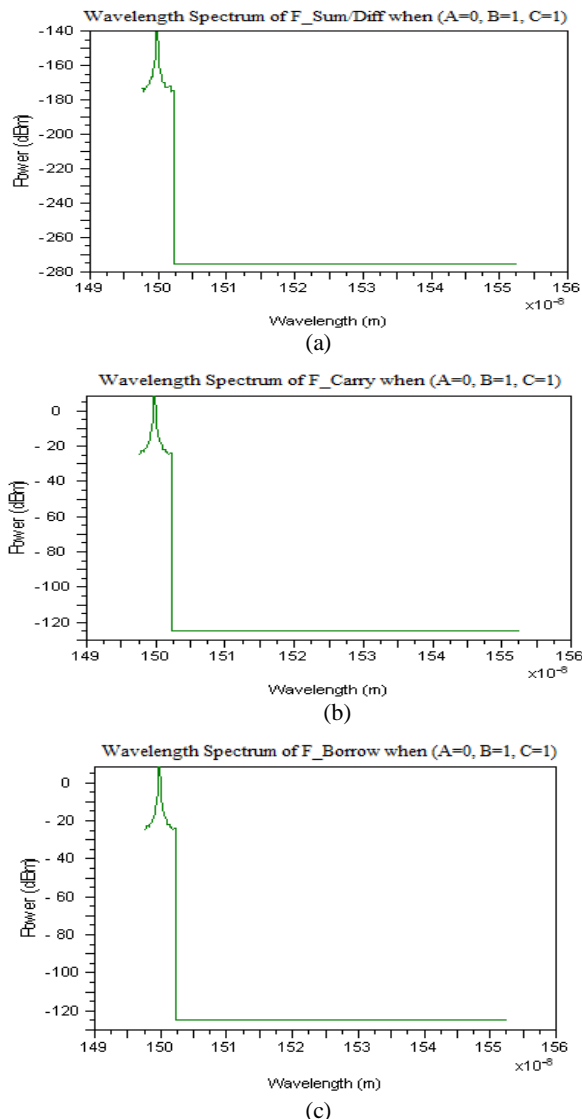 Wavelength Spectrum of F_Sum/Diff when (A=0, B=1, C=1)
-140
-160
-180
-200
-220
-240
-260
-280
Power (dBm)
149 150 151 152 153 154 155 156
x10⁻⁸
Wavelength (m)
(a)
Wavelength Spectrum of F_Carry when (A=0, B=1, C=1)
0
- 20
- 40
- 60
- 80
-100
-120
Power (dBm)
149 150 151 152 153 154 155 156
x10⁻⁸
Wavelength (m)
(b)
Wavelength Spectrum of F_Borrow when (A=0, B=1, C=1)
0
- 20
- 40
- 60
- 80
-100
-120
Power (dBm)
149 150 151 152 153 154 155 156
x10⁻⁸
Wavelength (m)
(c)